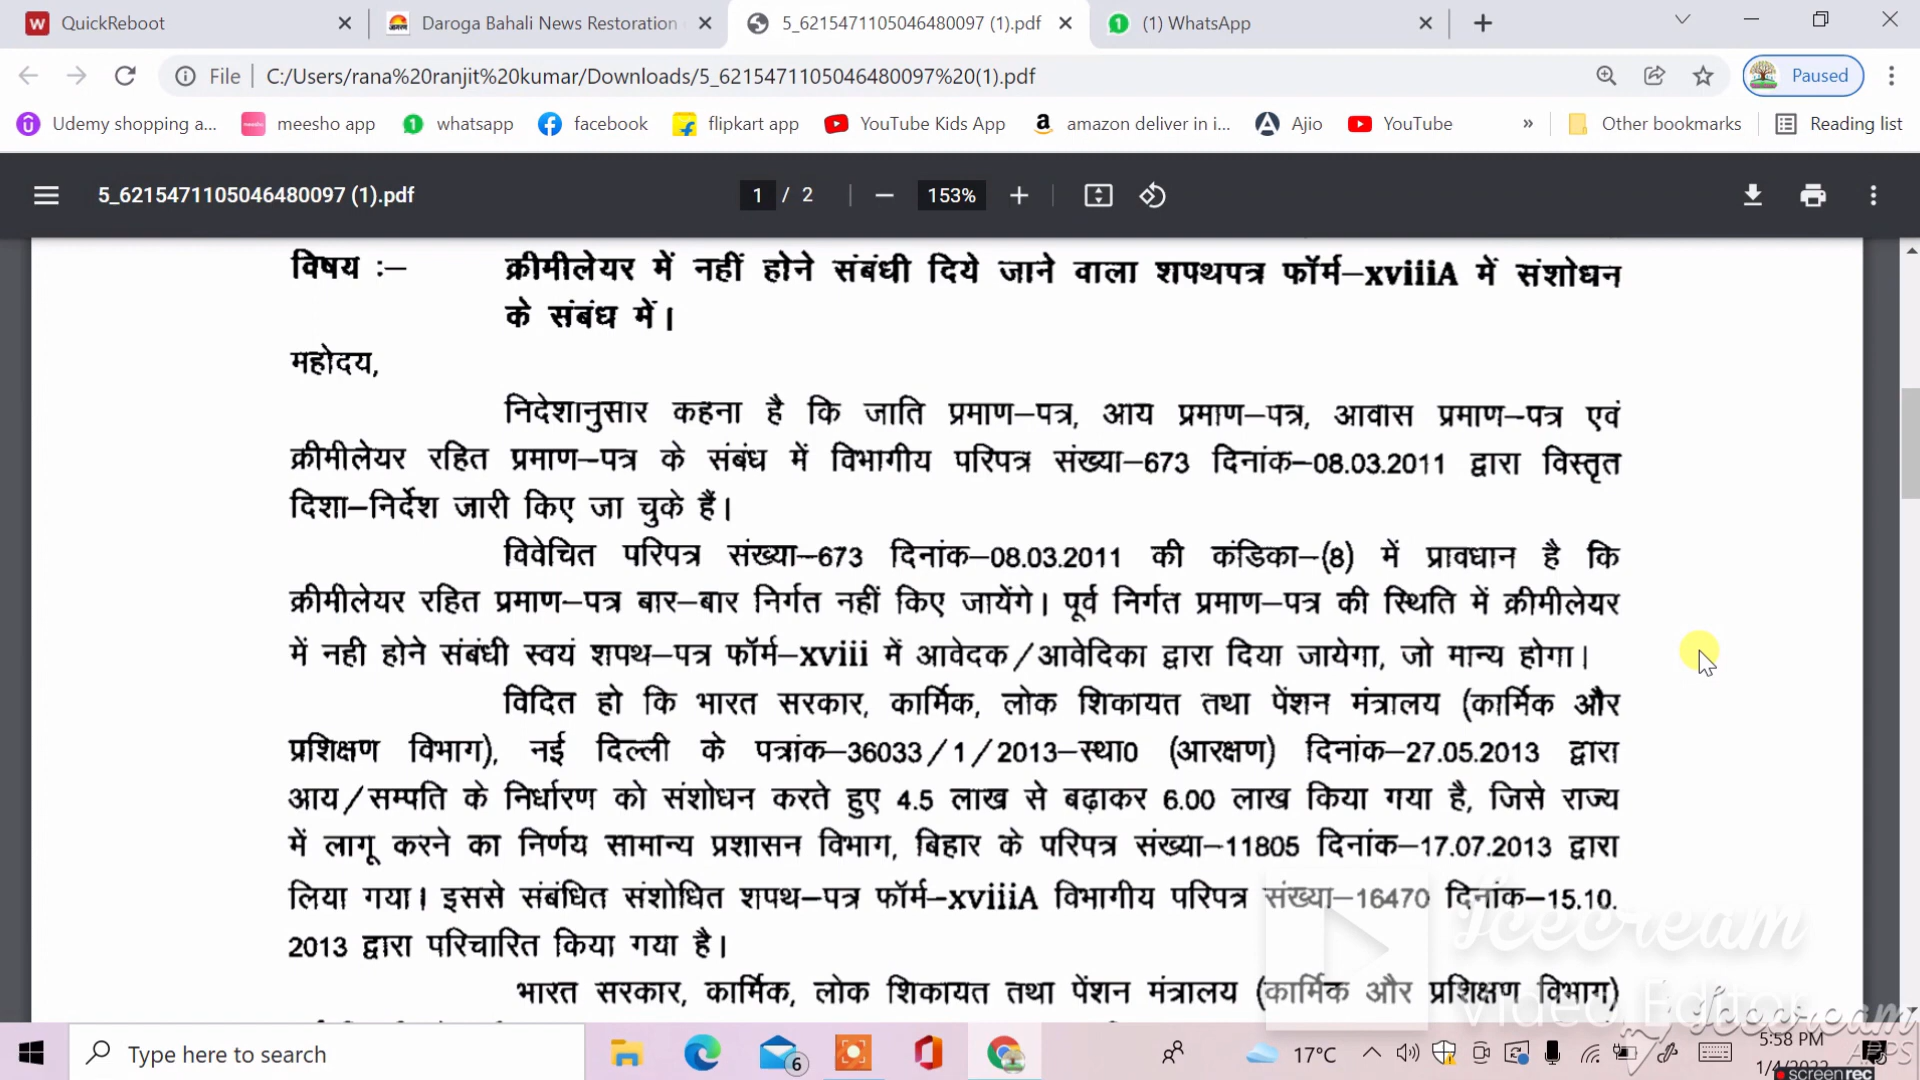 QuickReboot
Daroga Bahali News Restoration
5_6215471105046480097 (1).pdf
(1) WhatsApp
File
C:/Users/rana%20ranjit%20kumar/Downloads/5_6215471105046480097%20(1).pdf
Paused
Udemy shopping a...
meesho app
whatsapp
facebook
flipkart app
YouTube Kids App
amazon deliver in i...
Ajio
YouTube
»
Other bookmarks
Reading list
5_6215471105046480097 (1).pdf
1 / 2
153%
विषय :– क्रीमीलेयर में नहीं होने संबंधी दिये जाने वाला शपथपत्र फॉर्म–xviiiA में संशोधन
के संबंध में।
महोदय,
निदेशानुसार कहना है कि जाति प्रमाण–पत्र, आय प्रमाण–पत्र, आवास प्रमाण–पत्र एवं
क्रीमीलेयर रहित प्रमाण–पत्र के संबंध में विभागीय परिपत्र संख्या–673 दिनांक–08.03.2011 द्वारा विस्तृत
दिशा–निर्देश जारी किए जा चुके हैं।
विवेचित परिपत्र संख्या–673 दिनांक–08.03.2011 की कंडिका–(8) में प्रावधान है कि
क्रीमीलेयर रहित प्रमाण–पत्र बार–बार निर्गत नहीं किए जायेंगे। पूर्व निर्गत प्रमाण–पत्र की स्थिति में क्रीमीलेयर
में नही होने संबंधी स्वयं शपथ–पत्र फॉर्म–xviii में आवेदक/आवेदिका द्वारा दिया जायेगा, जो मान्य होगा।
विदित हो कि भारत सरकार, कार्मिक, लोक शिकायत तथा पेंशन मंत्रालय (कार्मिक और
प्रशिक्षण विभाग), नई दिल्ली के पत्रांक–36033/1/2013–स्था0 (आरक्षण) दिनांक–27.05.2013 द्वारा
आय/सम्पति के निर्धारण को संशोधन करते हुए 4.5 लाख से बढ़ाकर 6.00 लाख किया गया है, जिसे राज्य
में लागू करने का निर्णय सामान्य प्रशासन विभाग, बिहार के परिपत्र संख्या–11805 दिनांक–17.07.2013 द्वारा
लिया गया। इससे संबंधित संशोधित शपथ–पत्र फॉर्म–xviiiA विभागीय परिपत्र संख्या–16470 दिनांक–15.10.
2013 द्वारा परिचारित किया गया है।
भारत सरकार, कार्मिक, लोक शिकायत तथा पेंशन मंत्रालय (कार्मिक और प्रशिक्षण विभाग)
Icecream
Video Editor
Icecream
APPS
Type here to search
6
17°C
5:58 PM
screenrec